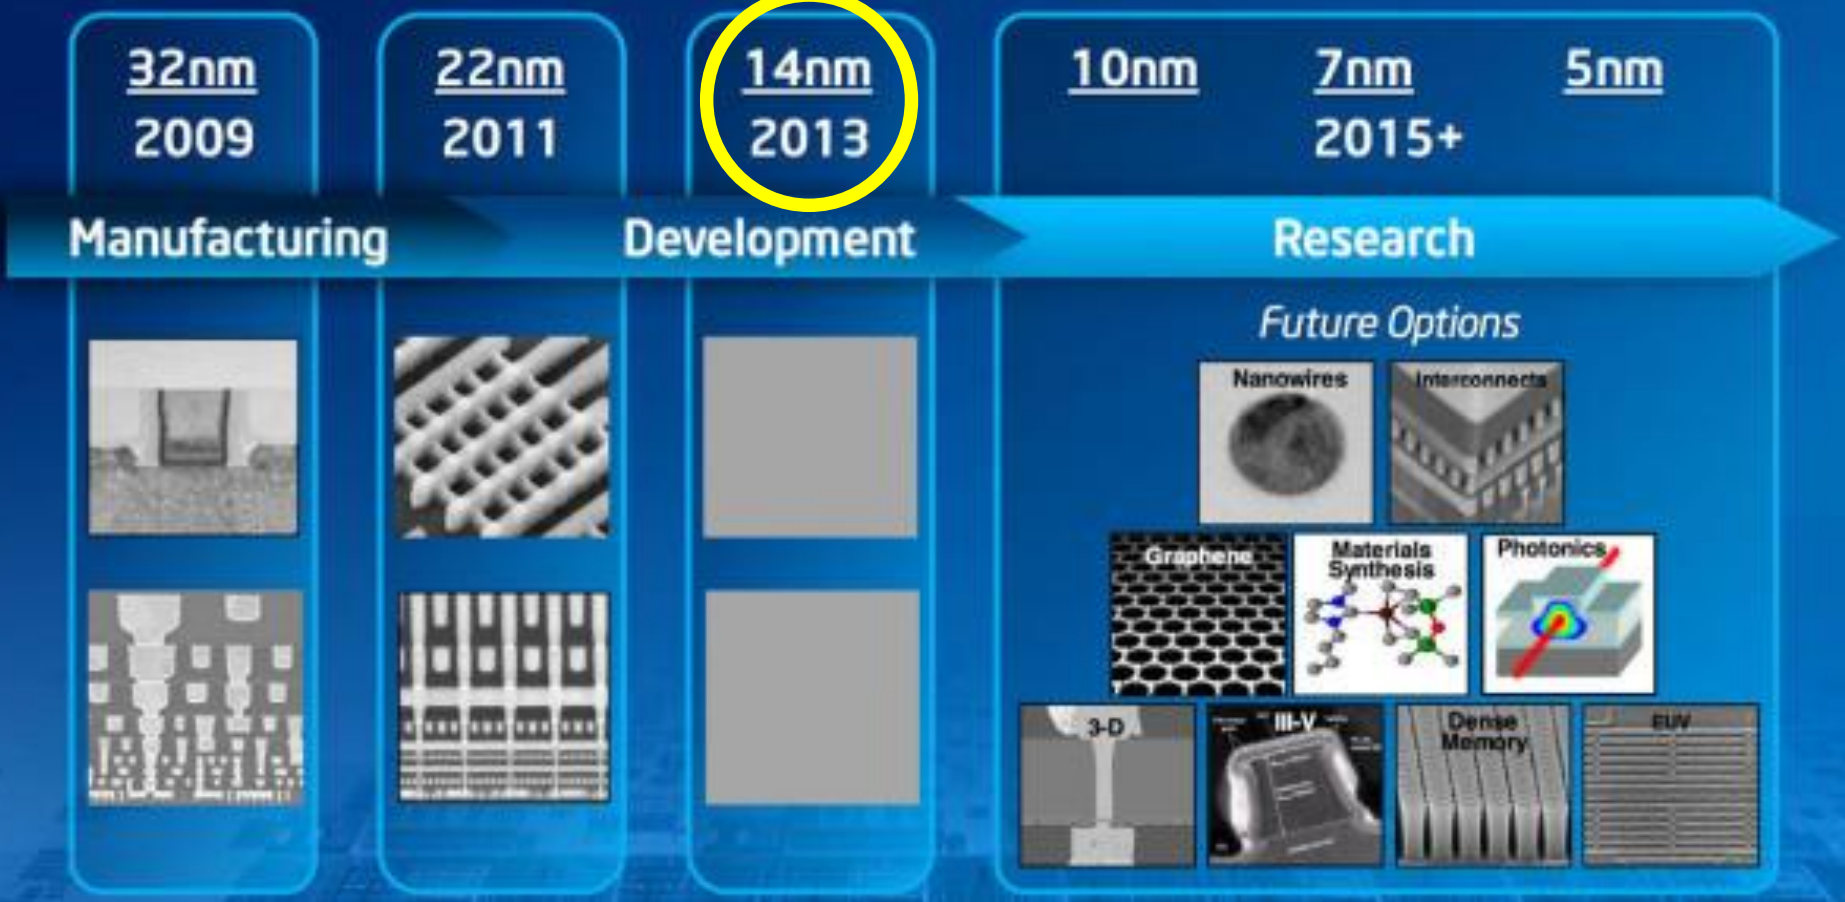 32nm
2009
22nm
2011
14nm
2013
10nm 7nm 5nm
2015+
Manufacturing
Development
Research
Future Options
Nanowires
Interconnects
Graphene
Materials
Synthesis
Photonics
3-D
III-V
Dense
Memory
EUV